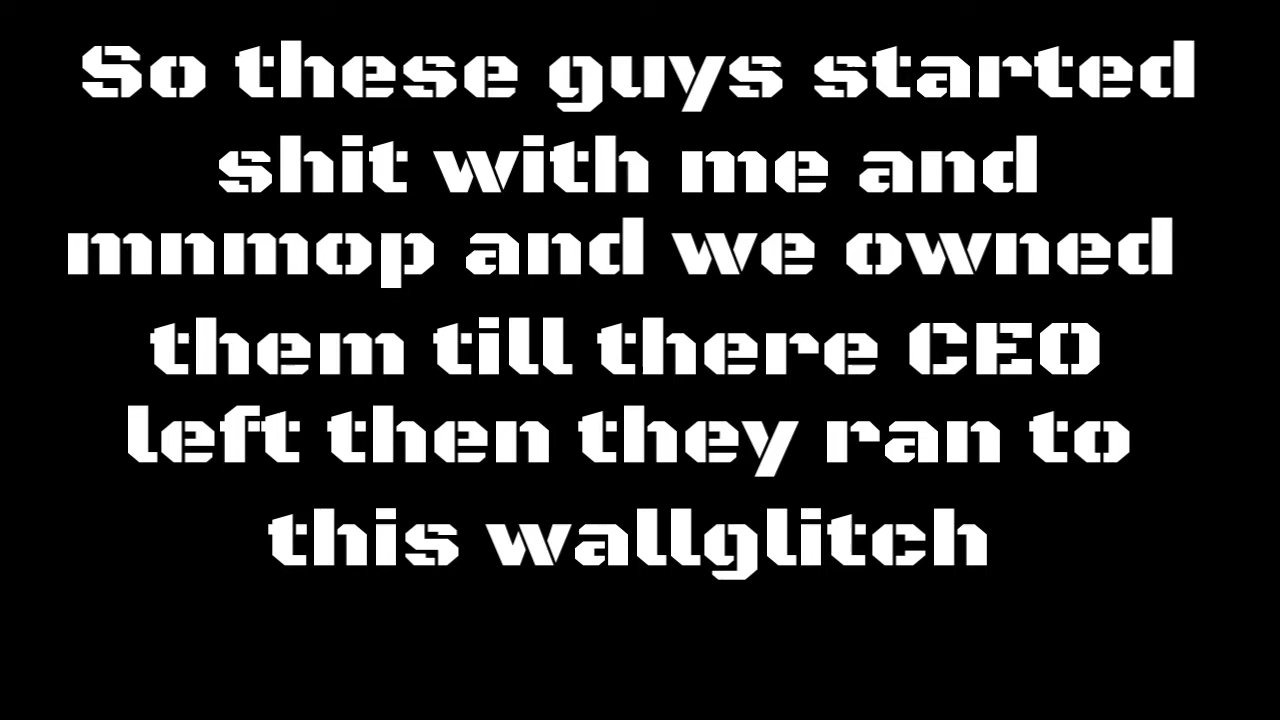 So these guys started
shit with me and
mnmop and we owned
them till there CEO
left then they ran to
this wallglitch